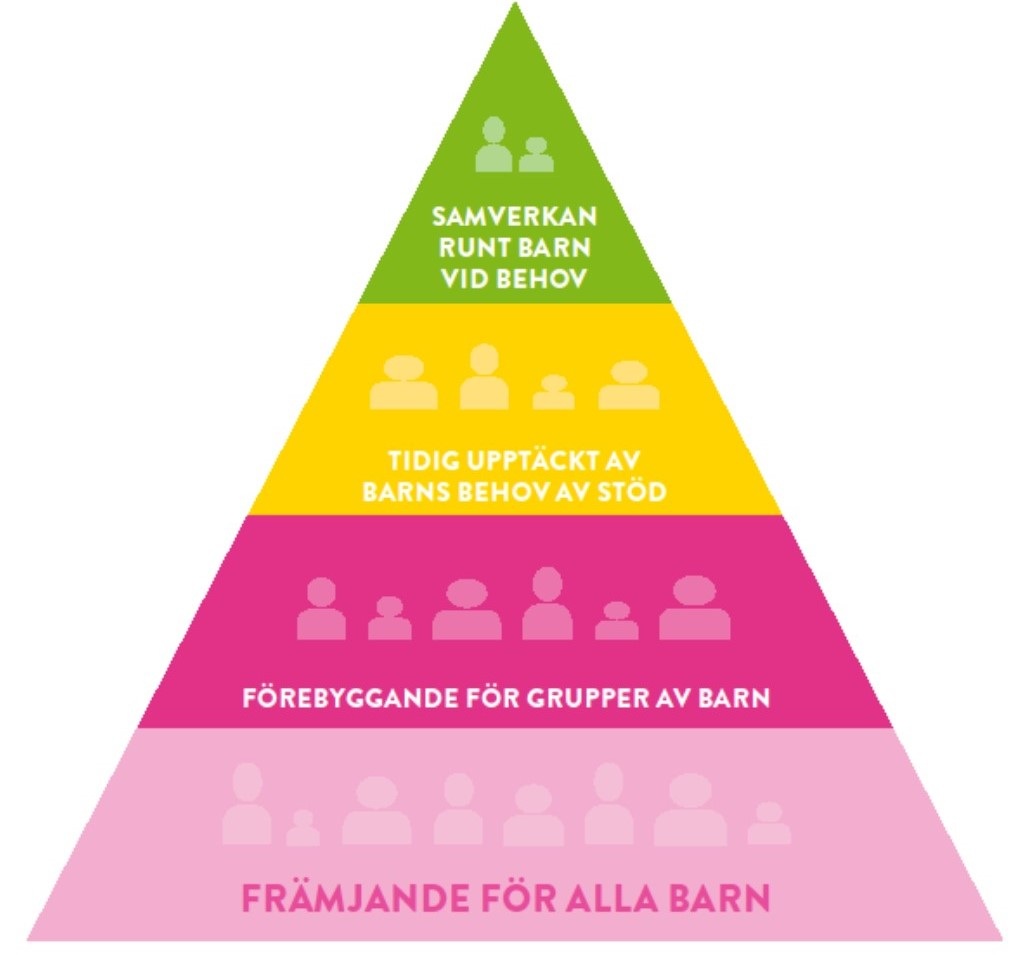 SAMVERKAN
RUNT BARN
VID BEHOV
TIDIG UPPTÄCKT AV
BARNS BEHOV AV STÖD
FÖREBYGGANDE FÖR GRUPPER AV BARN
FRÄMJANDE FÖR ALLA BARN